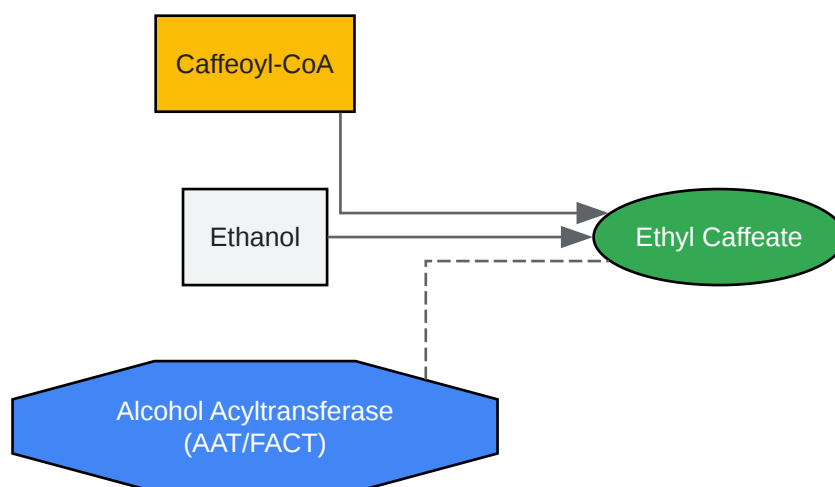 Caffeoyl-CoA
Ethanol
Ethyl Caffeate
Alcohol Acyltransferase
(AAT/FACT)